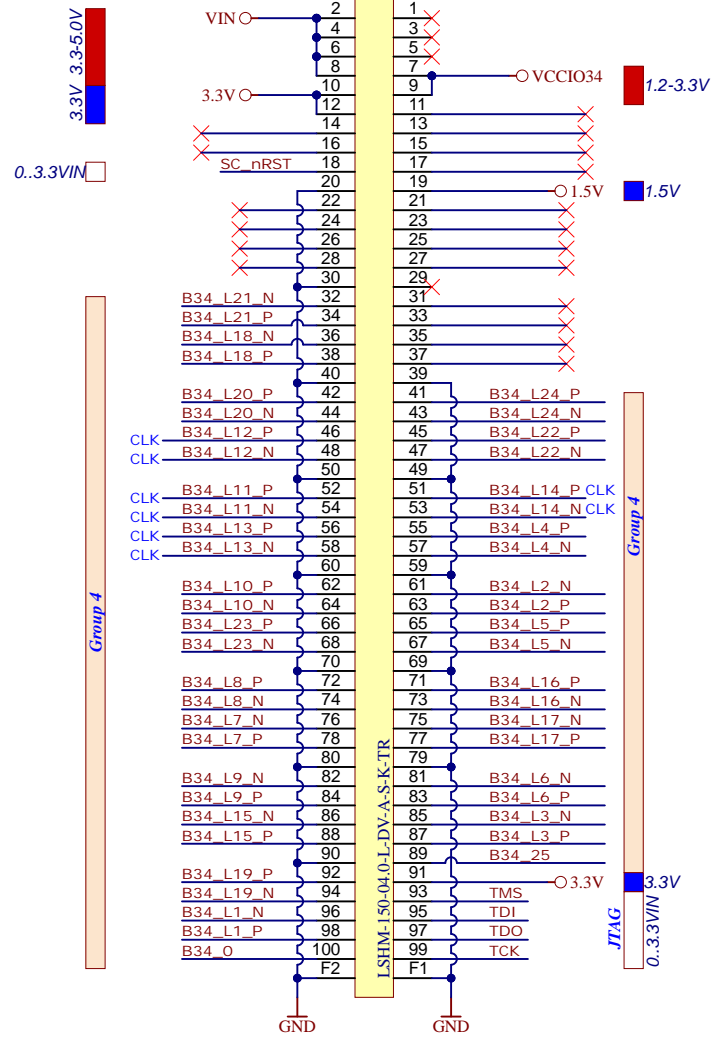 3.3-5.0V
3.3V
0..3.3VIN
Group 4
VIN
3.3V
SC_nRST
B34_L21_N
B34_L21_P
B34_L18_N
B34_L18_P
B34_L20_P
B34_L20_N
CLK B34_L12_P
CLK B34_L12_N
CLK B34_L11_P
CLK B34_L11_N
CLK B34_L13_P
CLK B34_L13_N
B34_L10_P
B34_L10_N
B34_L23_P
B34_L23_N
B34_L8_P
B34_L8_N
B34_L7_N
B34_L7_P
B34_L9_N
B34_L9_P
B34_L15_N
B34_L15_P
B34_L19_P
B34_L19_N
B34_L1_N
B34_L1_P
B34_0
GND
2
4
6
8
10
12
14
16
18
20
22
24
26
28
30
32
34
36
38
40
42
44
46
48
50
52
54
56
58
60
62
64
66
68
70
72
74
76
78
80
82
84
86
88
90
92
94
96
98
100
F2
LSHM-150-04.0-L-DV-A-S-K-TR
1
3
5
7
9
11
13
15
17
19
21
23
25
27
29
31
33
35
37
39
41
43
45
47
49
51
53
55
57
59
61
63
65
67
69
71
73
75
77
79
81
83
85
87
89
91
93
95
97
99
F1
VCCIO34
1.5V
B34_L24_P
B34_L24_N
B34_L22_P
B34_L22_N
B34_L14_P CLK
B34_L14_N CLK
B34_L4_P
B34_L4_N
B34_L2_N
B34_L2_P
B34_L5_P
B34_L5_N
B34_L16_P
B34_L16_N
B34_L17_N
B34_L17_P
B34_L6_N
B34_L6_P
B34_L3_N
B34_L3_P
B34_25
3.3V
TMS
TDI
TDO
TCK
GND
1.2-3.3V
1.5V
Group 4
3.3V
JTAG
0..3.3VIN